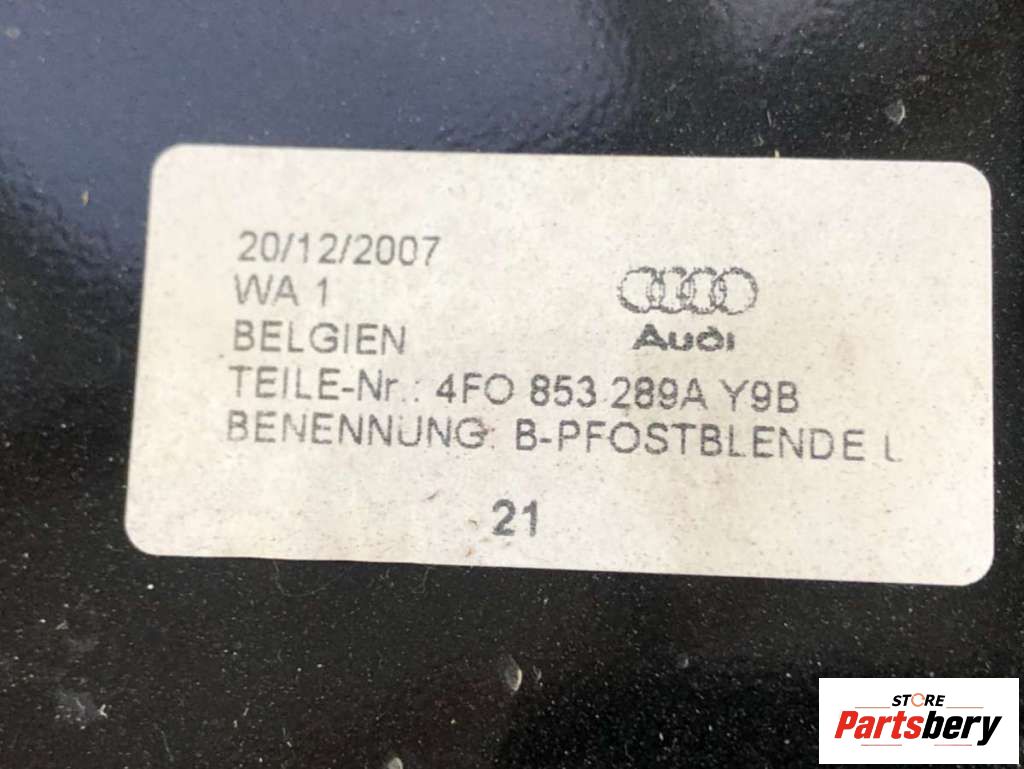 20/12/2007
WA 1
BELGIEN
Audi
TEILE-Nr.: 4FO 853 289A Y9B
BENENNUNG: B-PFOSTBLENDE L
21
STORE
Partsbery